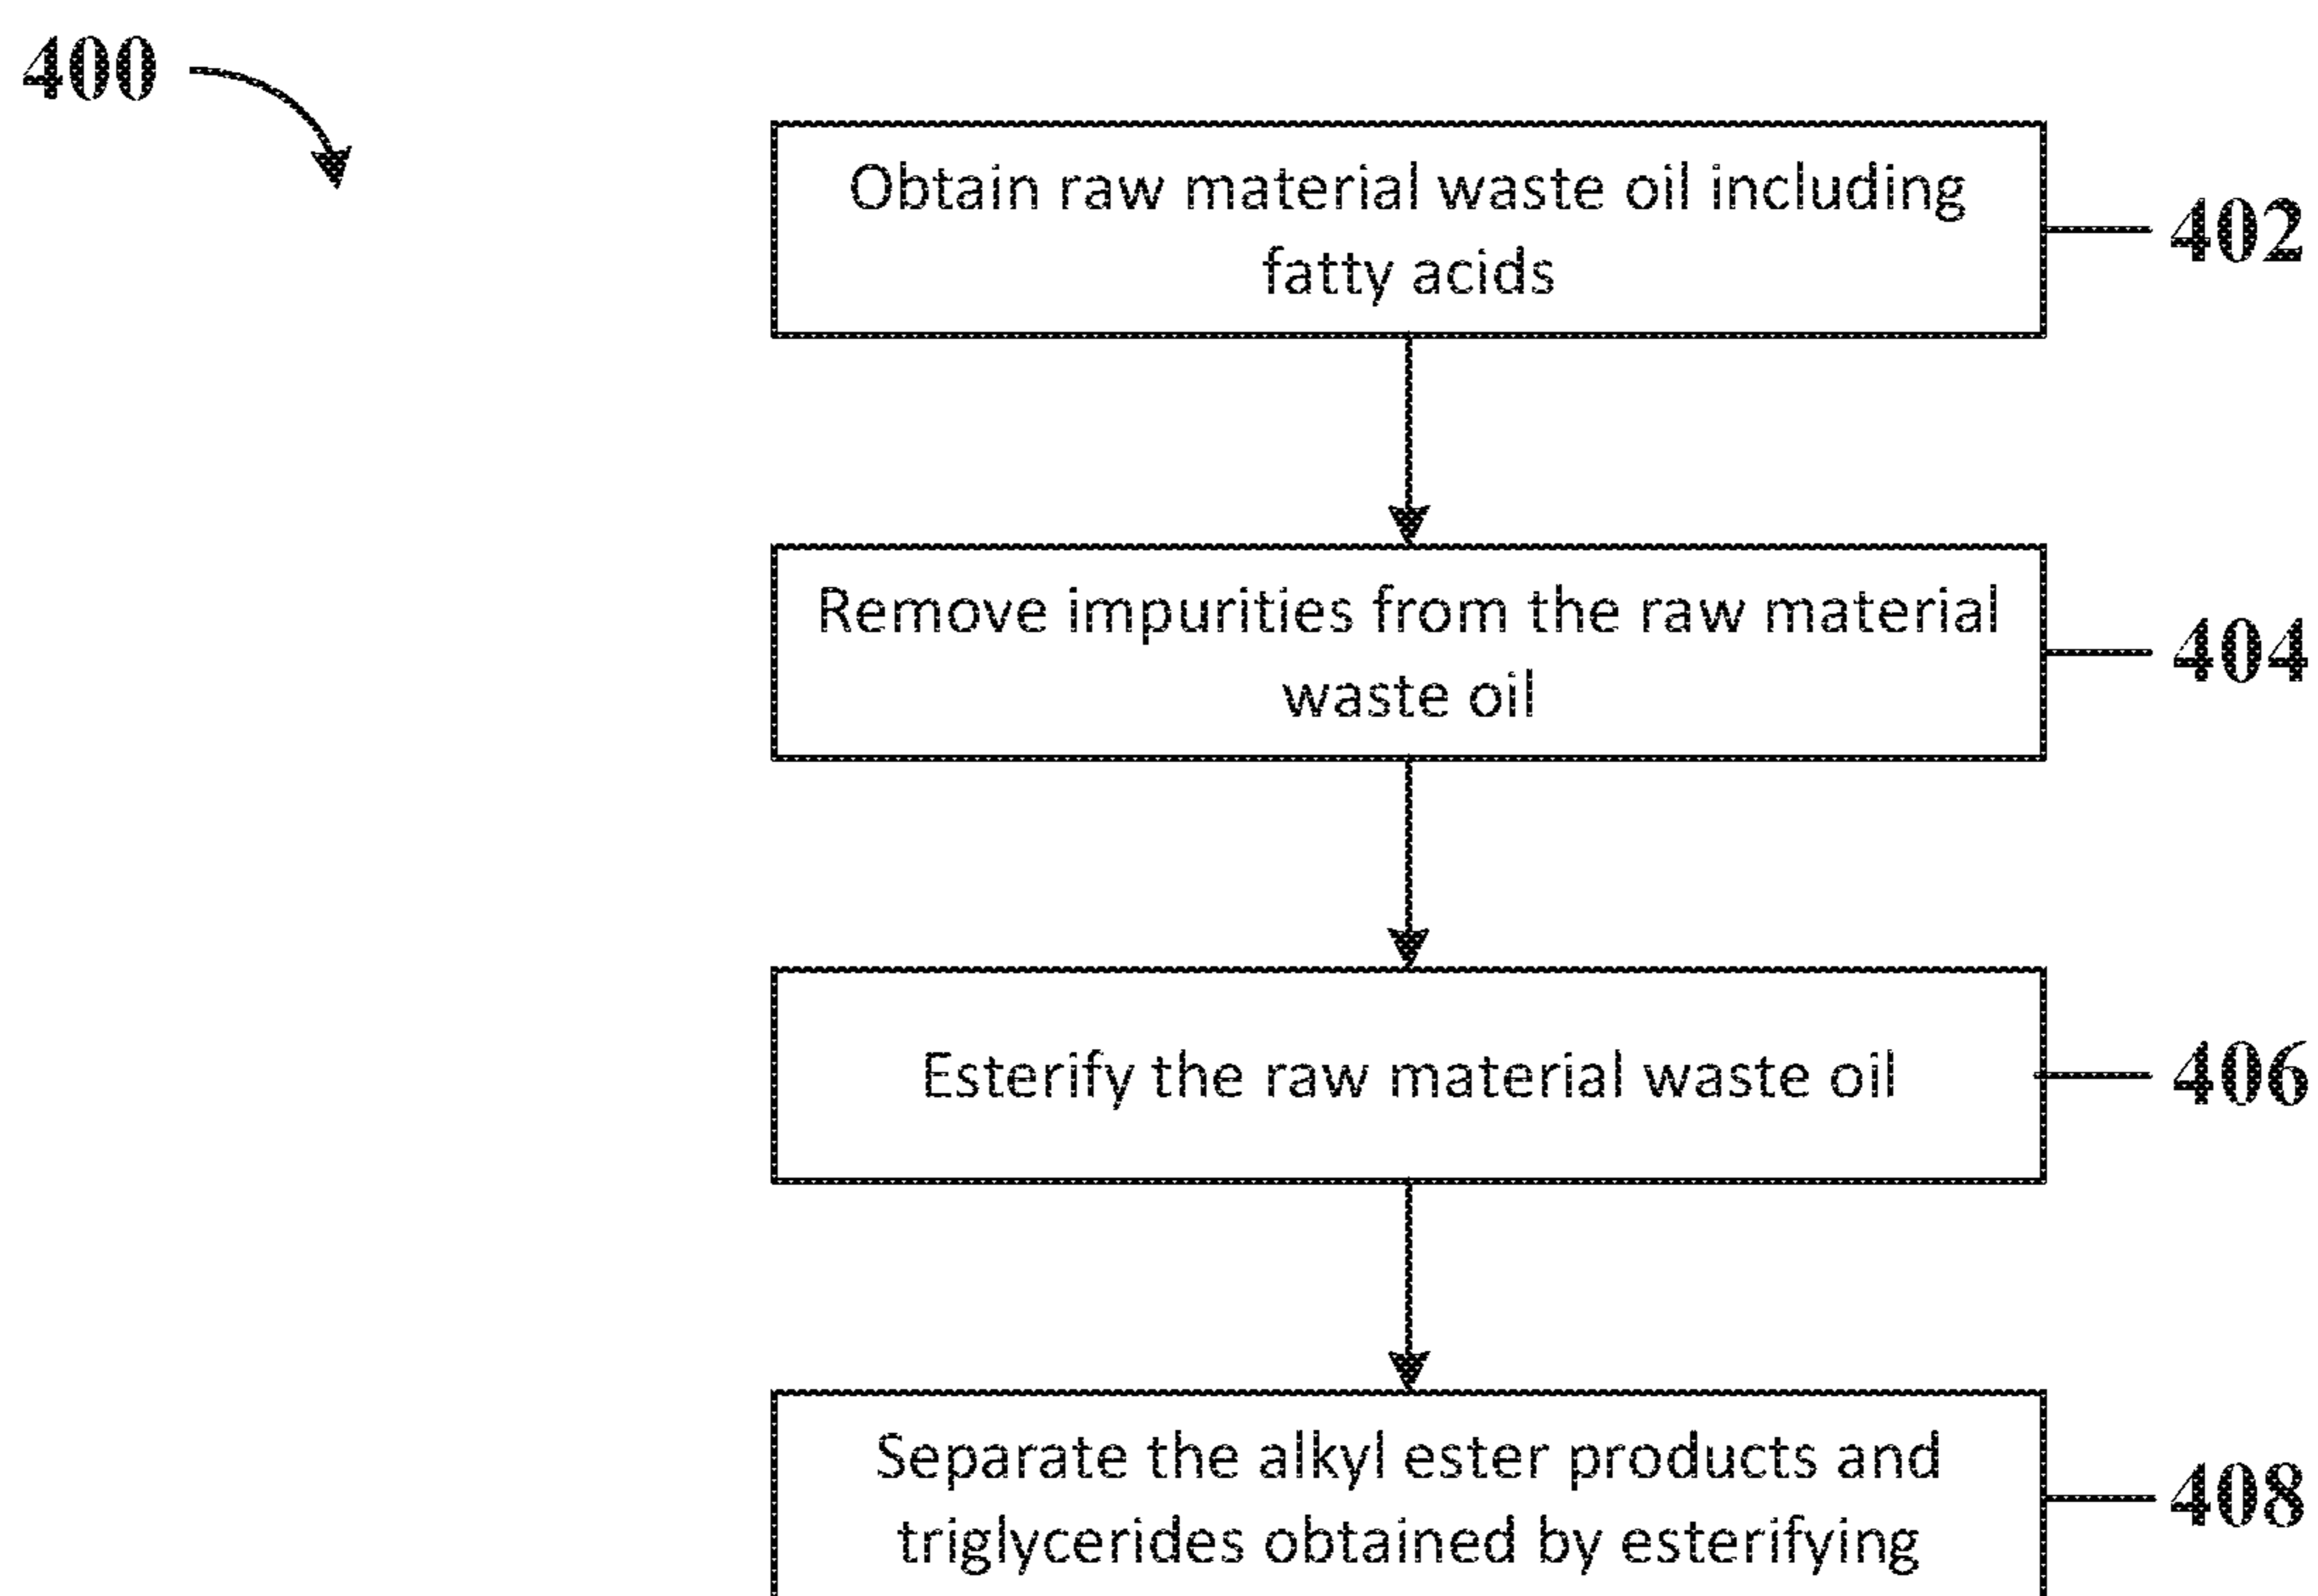 400
Obtain raw material waste oil including
fatty acids
402
Remove impurities from the raw material
waste oil
404
Esterify the raw material waste oil
406
Separate the alkyl ester products and
triglycerides obtained by esterifying
408